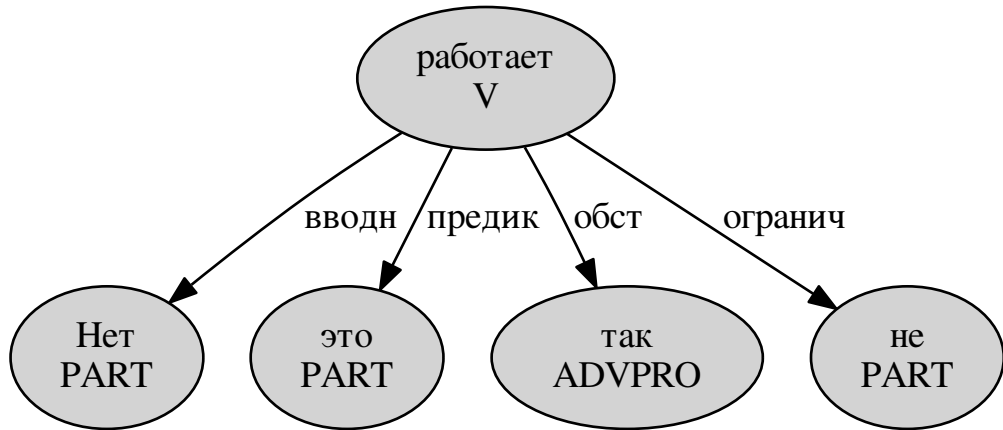 работает
V
вводн предик обст огранич
Нет это так не
PART PART ADVPRO PART